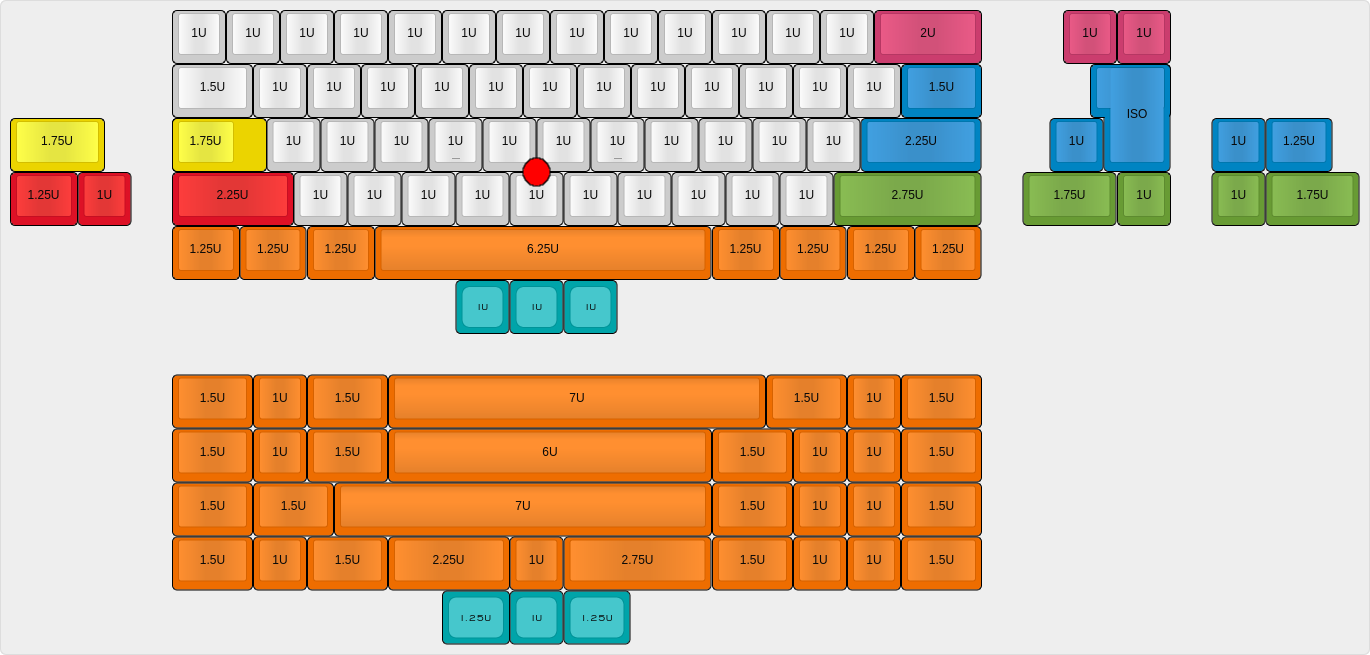 1U 1U 1U 1U 1U 1U 1U 1U 1U 1U 1U 1U 1U 2U 1U 1U
1.5U 1U 1U 1U 1U 1U 1U 1U 1U 1U 1U 1U 1U 1.5U ISO
1.75U 1.75U 1U 1U 1U 1U 1U 1U 1U 1U 1U 1U 1U 2.25U 1U 1U 1.25U
_ _
1.25U 1U 2.25U 1U 1U 1U 1U 1U 1U 1U 1U 1U 1U 2.75U 1.75U 1U 1U 1.75U
1.25U 1.25U 1.25U 6.25U 1.25U 1.25U 1.25U 1.25U
1U 1U 1U
1.5U 1U 1.5U 7U 1.5U 1U 1.5U
1.5U 1U 1.5U 6U 1.5U 1U 1U 1.5U
1.5U 1.5U 7U 1.5U 1U 1U 1.5U
1.5U 1U 1.5U 2.25U 1U 2.75U 1.5U 1U 1U 1.5U
1.25U 1U 1.25U